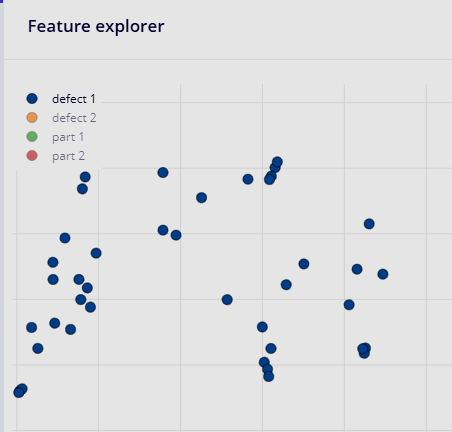 Feature explorer
defect 1
defect 2
part 1
part 2